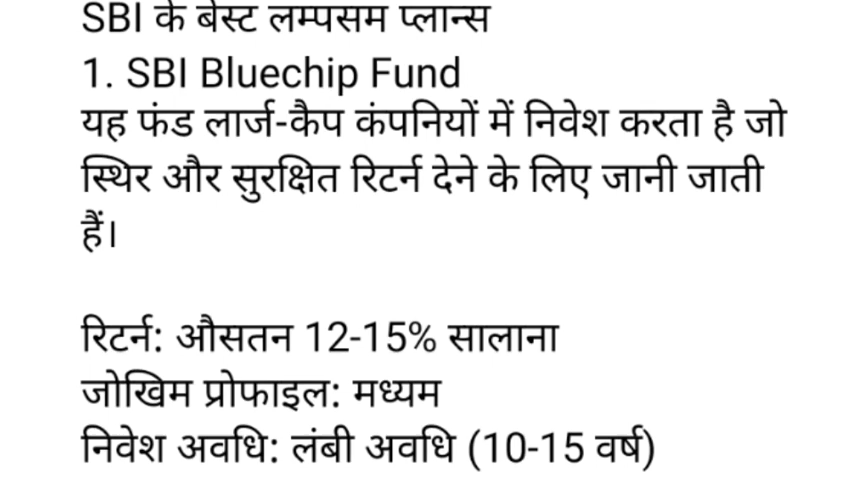 SBI के बेस्ट लम्पसम प्लान्स
1. SBI Bluechip Fund
यह फंड लार्ज-कैप कंपनियों में निवेश करता है जो
स्थिर और सुरक्षित रिटर्न देने के लिए जानी जाती
हैं।
रिटर्न: औसतन 12-15% सालाना
जोखिम प्रोफाइल: मध्यम
निवेश अवधि: लंबी अवधि (10-15 वर्ष)